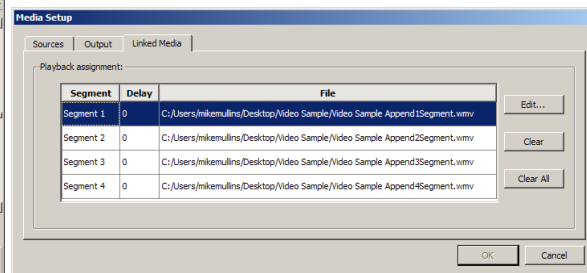 Media Setup
Sources Output Linked Media
Playback assignment:
Segment Delay File
Segment 1 0 C:/Users/mikemullins/Desktop/Video Sample/Video Sample Append1Segment.wmv
Segment 2 0 C:/Users/mikemullins/Desktop/Video Sample/Video Sample Append2Segment.wmv
Segment 3 0 C:/Users/mikemullins/Desktop/Video Sample/Video Sample Append3Segment.wmv
Segment 4 0 C:/Users/mikemullins/Desktop/Video Sample/Video Sample Append4Segment.wmv
Edit...
Clear
Clear All
OK Cancel